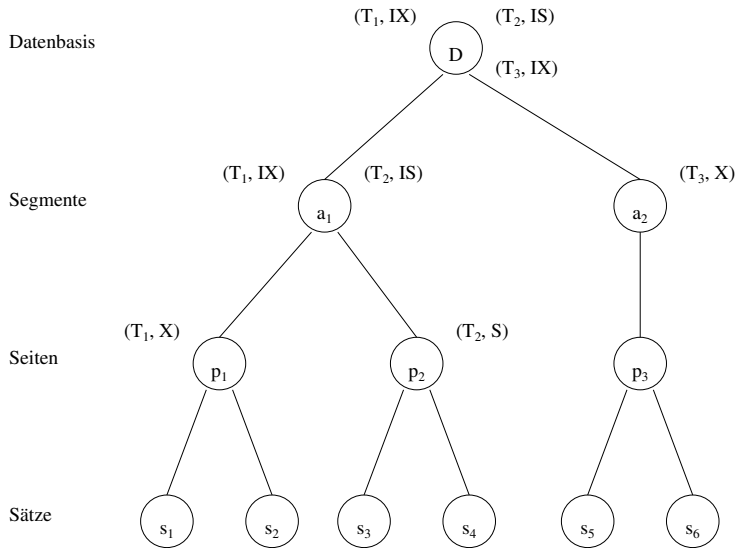 (T₁, IX) (T₂, IS)
Datenbasis
D
(T₃, IX)
(T₁, IX) (T₂, IS) (T₃, X)
Segmente
a₁ a₂
(T₁, X) (T₂, S)
Seiten
p₁ p₂ p₃
Sätze
s₁ s₂ s₃ s₄ s₅ s₆